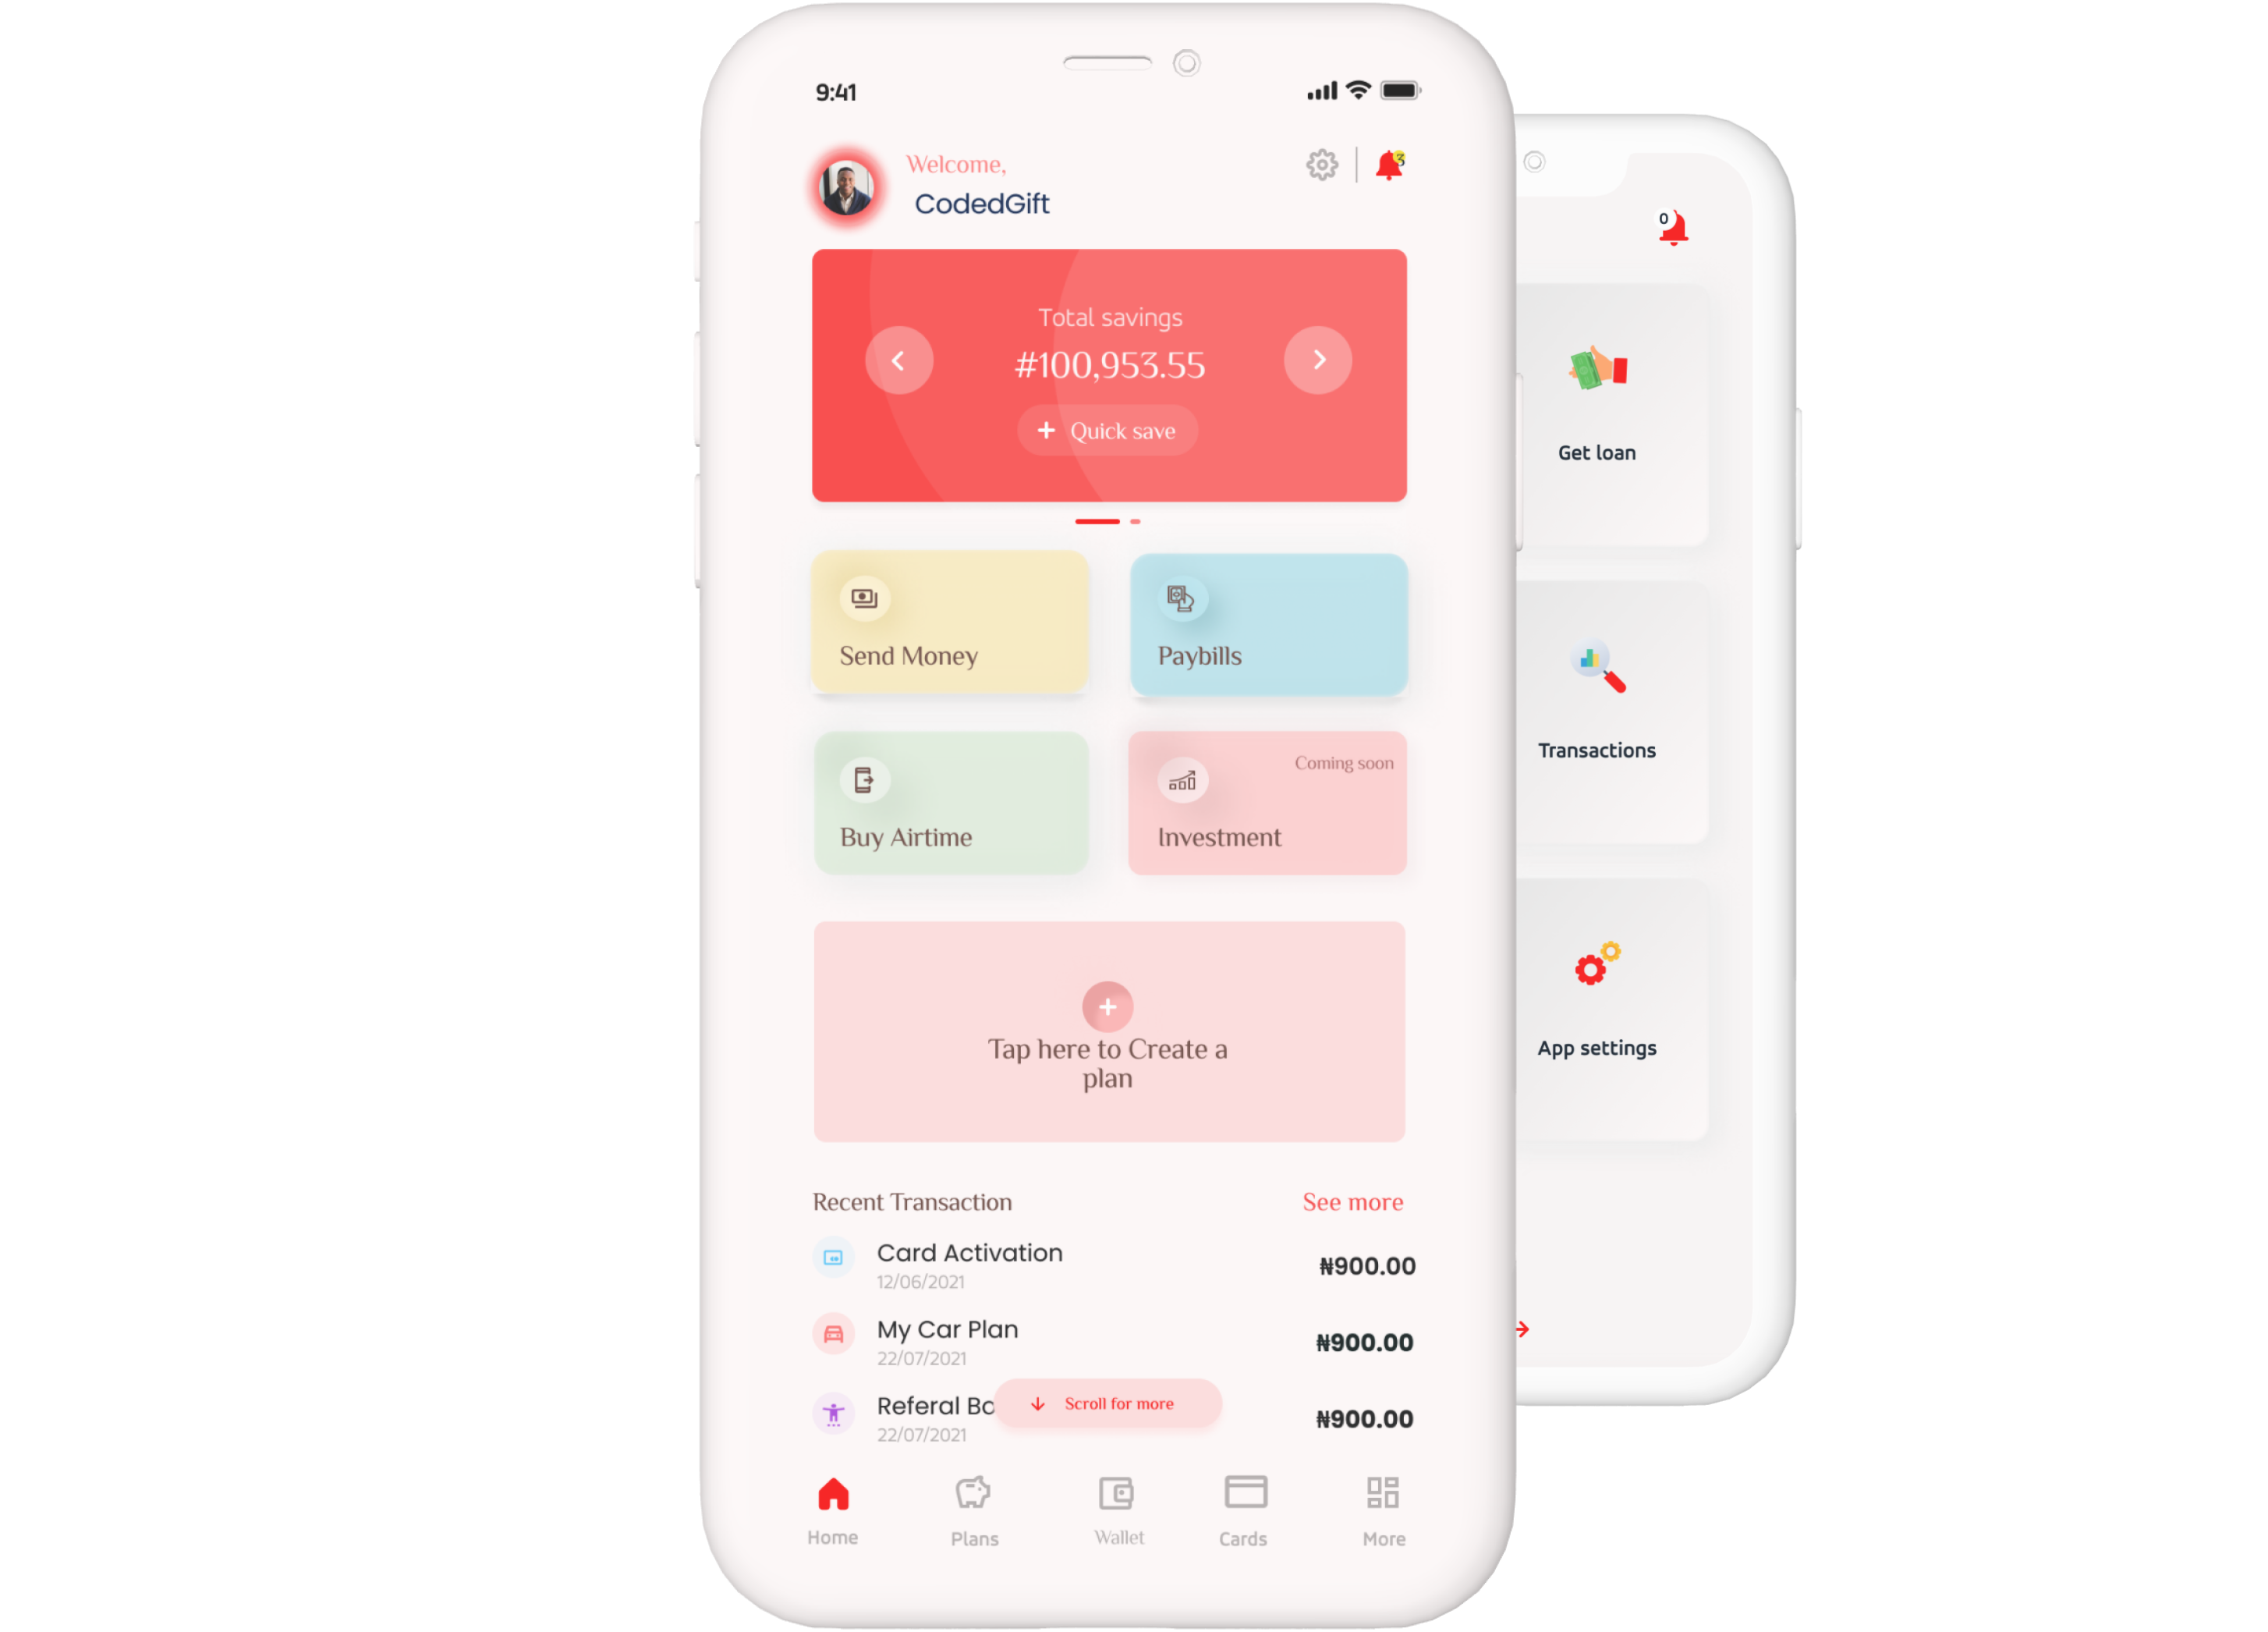 9:41
Welcome,
3
CodedGift
Total savings
#100,953.55
+ Quick save
Send Money
Paybills
Buy Airtime
Coming soon
Investment
Tap here to Create a
plan
Recent Transaction
See more
Card Activation
12/06/2021
₦900.00
My Car Plan
22/07/2021
₦900.00
Referal
22/07/2021
Scroll for more
₦900.00
Home
Plans
Wallet
Cards
More
0
Get loan
Transactions
App settings